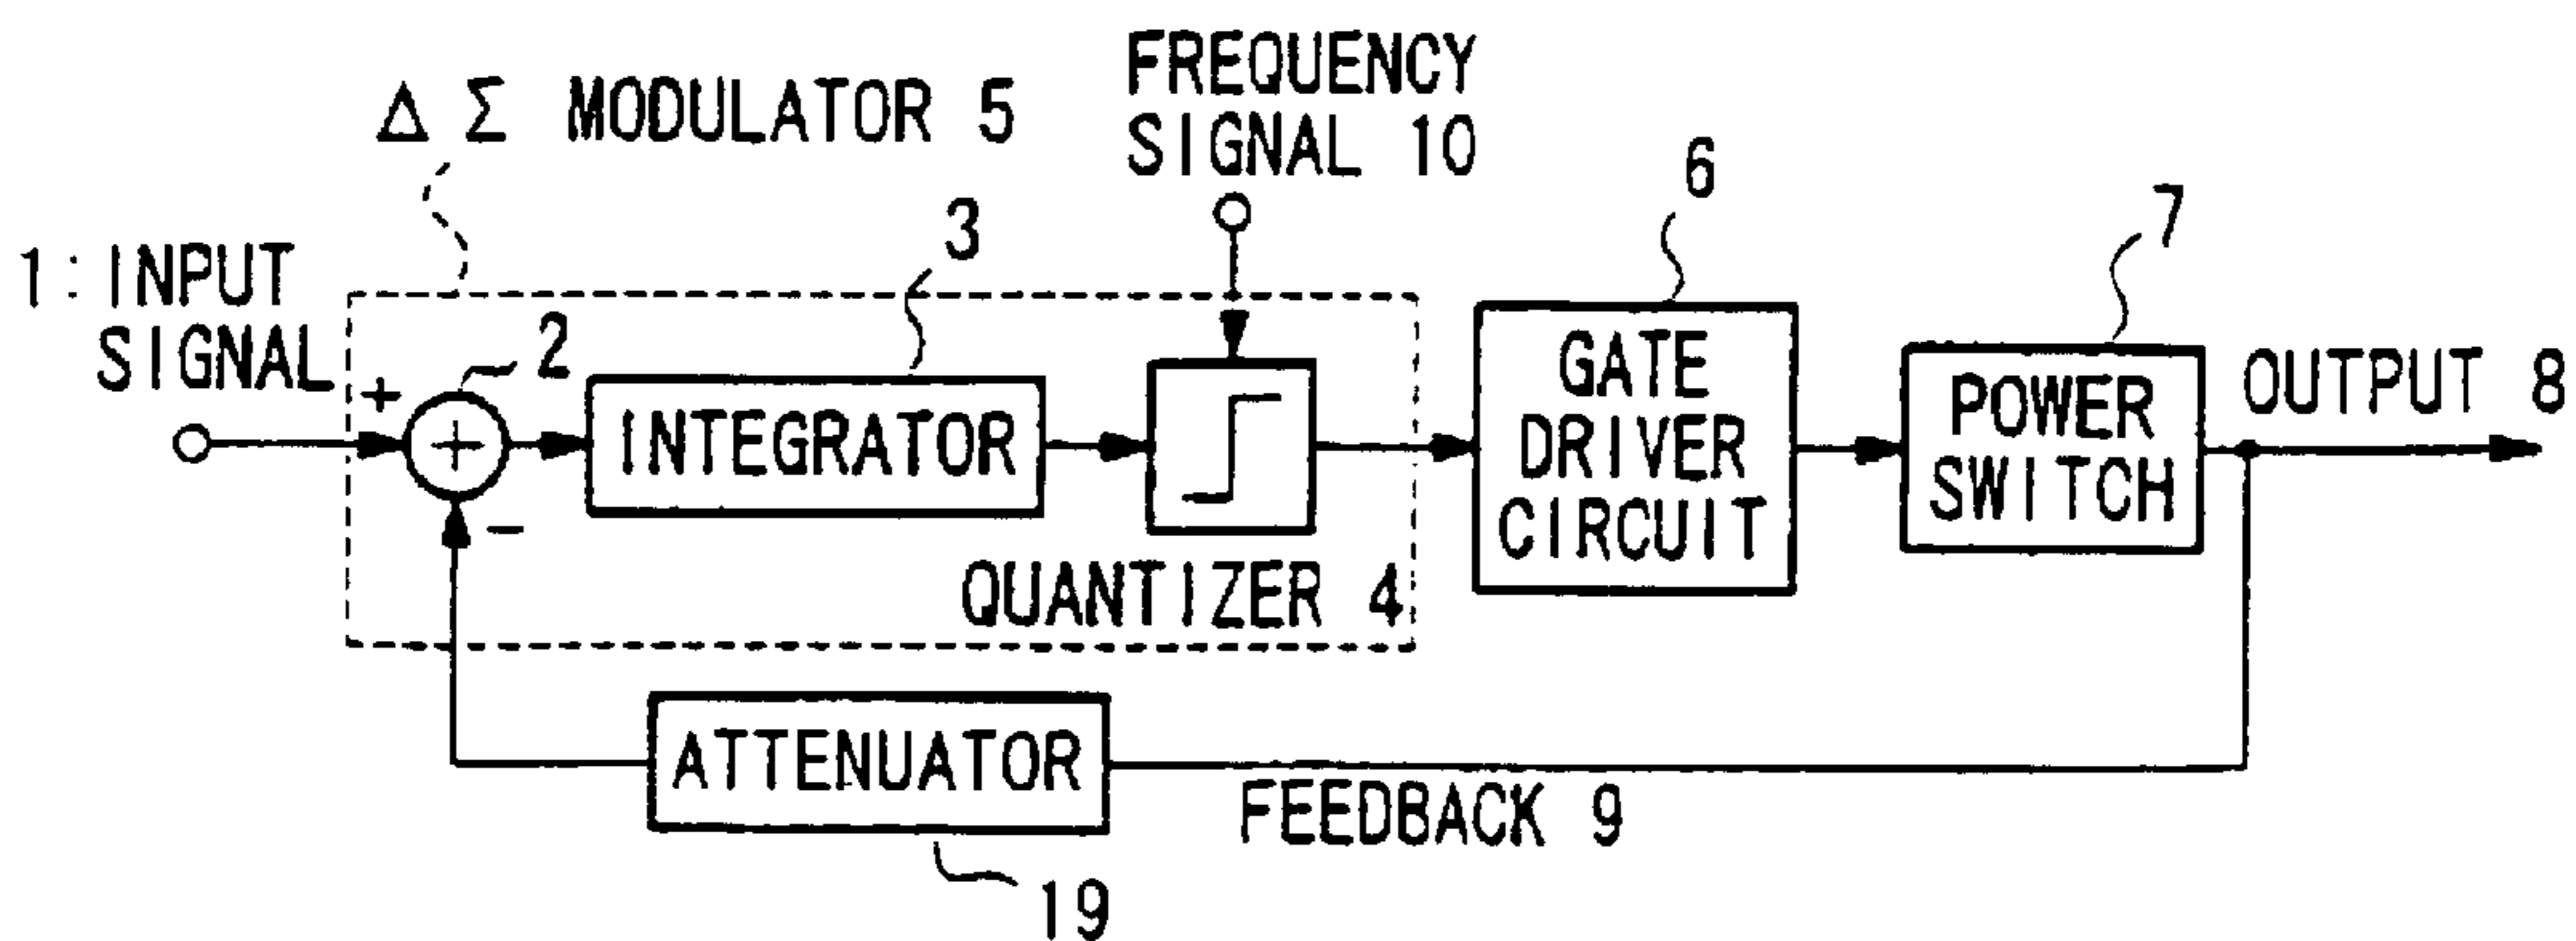 Δ Σ MODULATOR 5
FREQUENCY
SIGNAL 10
6
7
3
1: INPUT
SIGNAL
2
+
+
INTEGRATOR
GATE
DRIVER
CIRCUIT
POWER
SWITCH
OUTPUT 8
-
QUANTIZER 4
ATTENUATOR
FEEDBACK 9
19